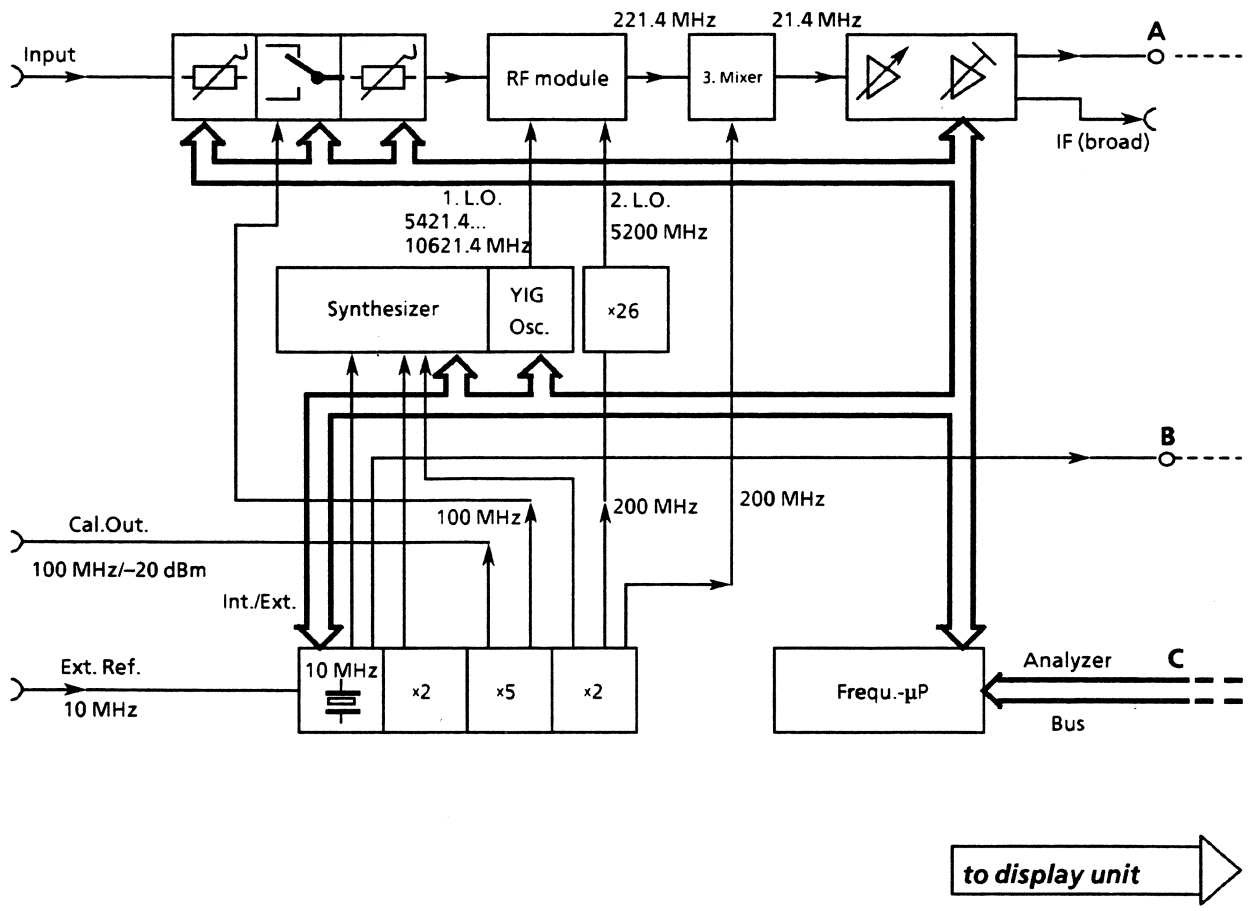 221.4 MHz
21.4 MHz
A
Input
RF module
3. Mixer
IF (broad)
1. L.O.
5421.4...
10621.4 MHz
2. L.O.
5200 MHz
Synthesizer
YIG
Osc.
×26
B
100 MHz
200 MHz
200 MHz
Cal.Out.
100 MHz/–20 dBm
Int./Ext.
Ext. Ref.
10 MHz
10 MHz
×2
×5
×2
Frequ.-µP
Analyzer
C
Bus
to display unit